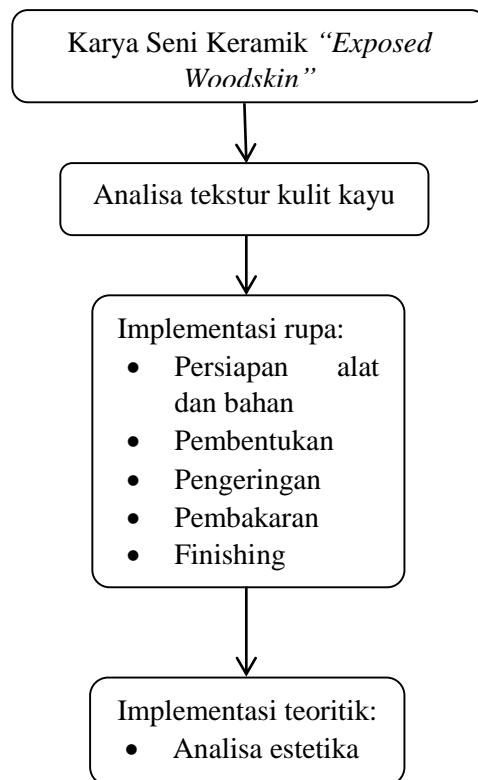 Karya Seni Keramik “Exposed
Woodskin”
Analisa tekstur kulit kayu
Implementasi rupa:
• Persiapan alat
dan bahan
• Pembentukan
• Pengeringan
• Pembakaran
• Finishing
Implementasi teoritik:
• Analisa estetika